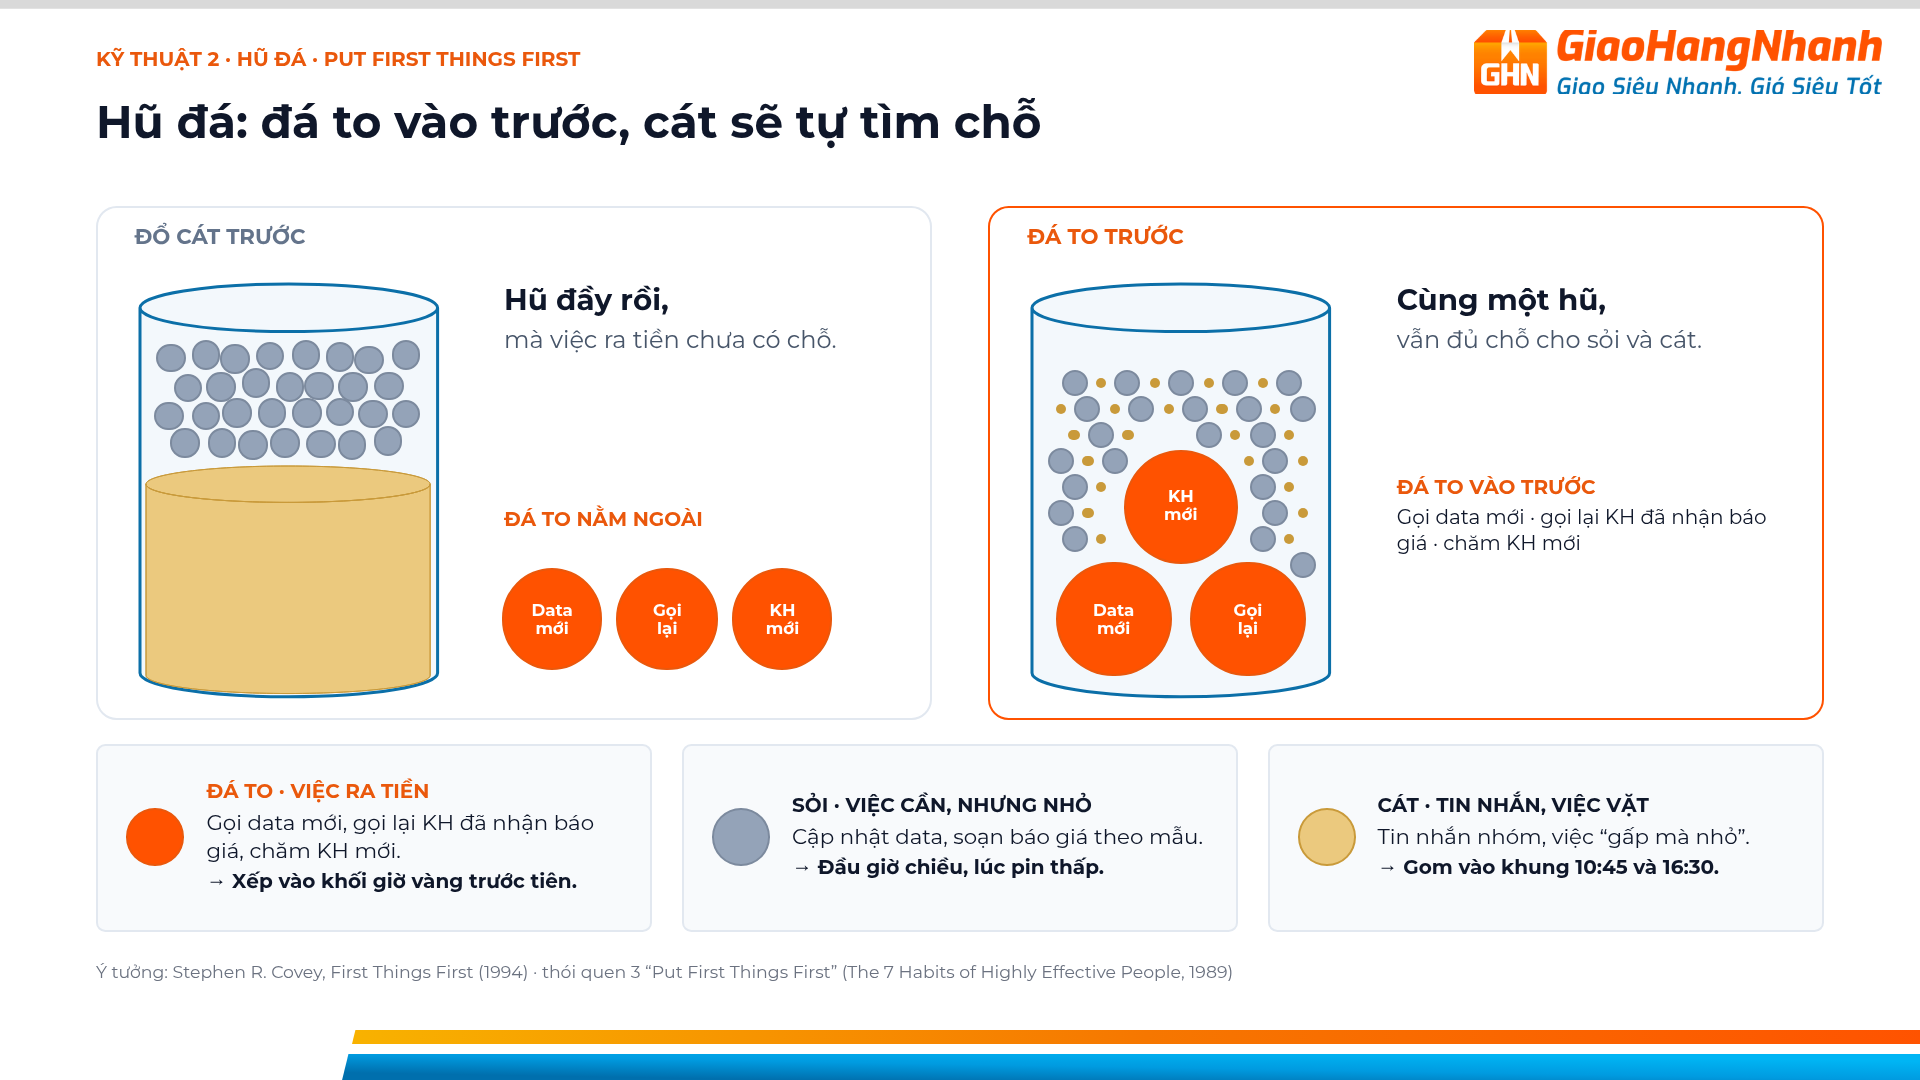 KỸ THUẬT 2 · HŨ ĐÁ · PUT FIRST THINGS FIRST
GHN
GiaoHangNhanh
Giao Siêu Nhanh. Giá Siêu Tốt
Hũ đá: đá to vào trước, cát sẽ tự tìm chỗ
ĐỔ CÁT TRƯỚC
Hũ đầy rồi,
mà việc ra tiền chưa có chỗ.
ĐÁ TO NẰM NGOÀI
Data
mới
Gọi
lại
KH
mới
ĐÁ TO TRƯỚC
Cùng một hũ,
vẫn đủ chỗ cho sỏi và cát.
KH
mới
Data
mới
Gọi
lại
ĐÁ TO VÀO TRƯỚC
Gọi data mới · gọi lại KH đã nhận báo
giá · chăm KH mới
ĐÁ TO · VIỆC RA TIỀN
Gọi data mới, gọi lại KH đã nhận báo
giá, chăm KH mới.
→ Xếp vào khối giờ vàng trước tiên.
SỎI · VIỆC CẦN, NHƯNG NHỎ
Cập nhật data, soạn báo giá theo mẫu.
→ Đầu giờ chiều, lúc pin thấp.
CÁT · TIN NHẮN, VIỆC VẶT
Tin nhắn nhóm, việc “gấp mà nhỏ”.
→ Gom vào khung 10:45 và 16:30.
Ý tưởng: Stephen R. Covey, First Things First (1994) · thói quen 3 “Put First Things First” (The 7 Habits of Highly Effective People, 1989)